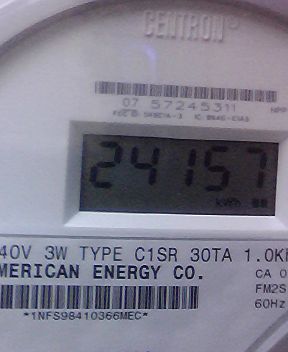 CENTRON®
07 57245311
24157
kWh
40V 3W TYPE C1SR 30TA 1.0K
MERICAN ENERGY CO.
CA 0
FM2S
60Hz
*1NFS98410366MEC*